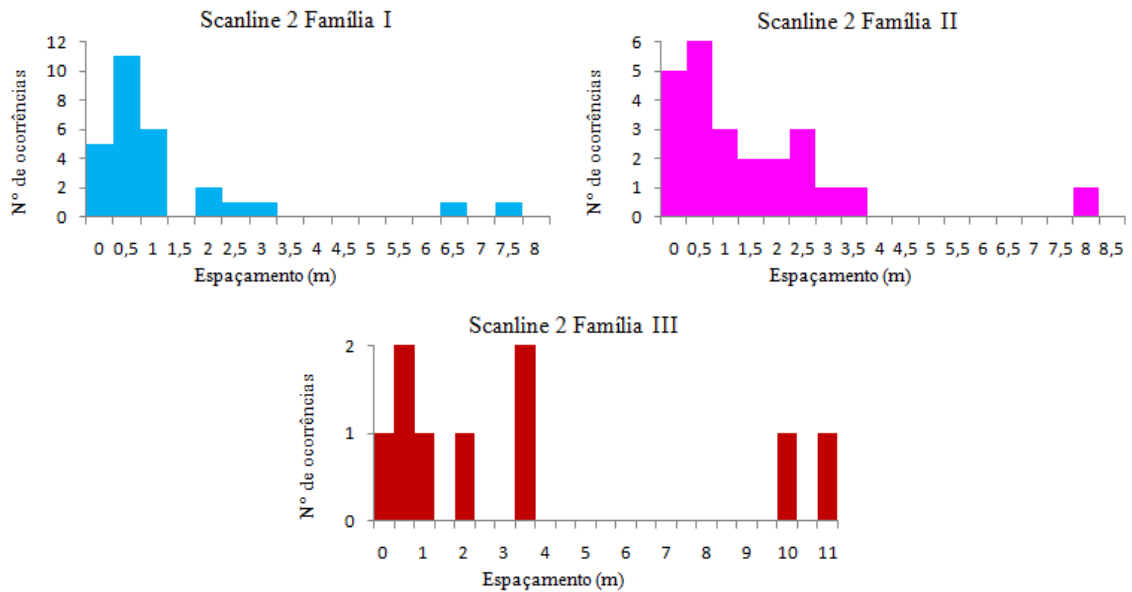 Scanline 2 Família I
Nº de ocorrências
12
10
8
6
4
2
0
0 0,5 1 1,5 2 2,5 3 3,5 4 4,5 5 5,5 6 6,5 7 7,5 8
Espaçamento (m)
Scanline 2 Família II
Nº de ocorrências
6
5
4
3
2
1
0
0 0,5 1 1,5 2 2,5 3 3,5 4 4,5 5 5,5 6 6,5 7 7,5 8 8,5
Espaçamento (m)
Scanline 2 Família III
Nº de ocorrências
2
1
0
0 1 2 3 4 5 6 7 8 9 10 11
Espaçamento (m)